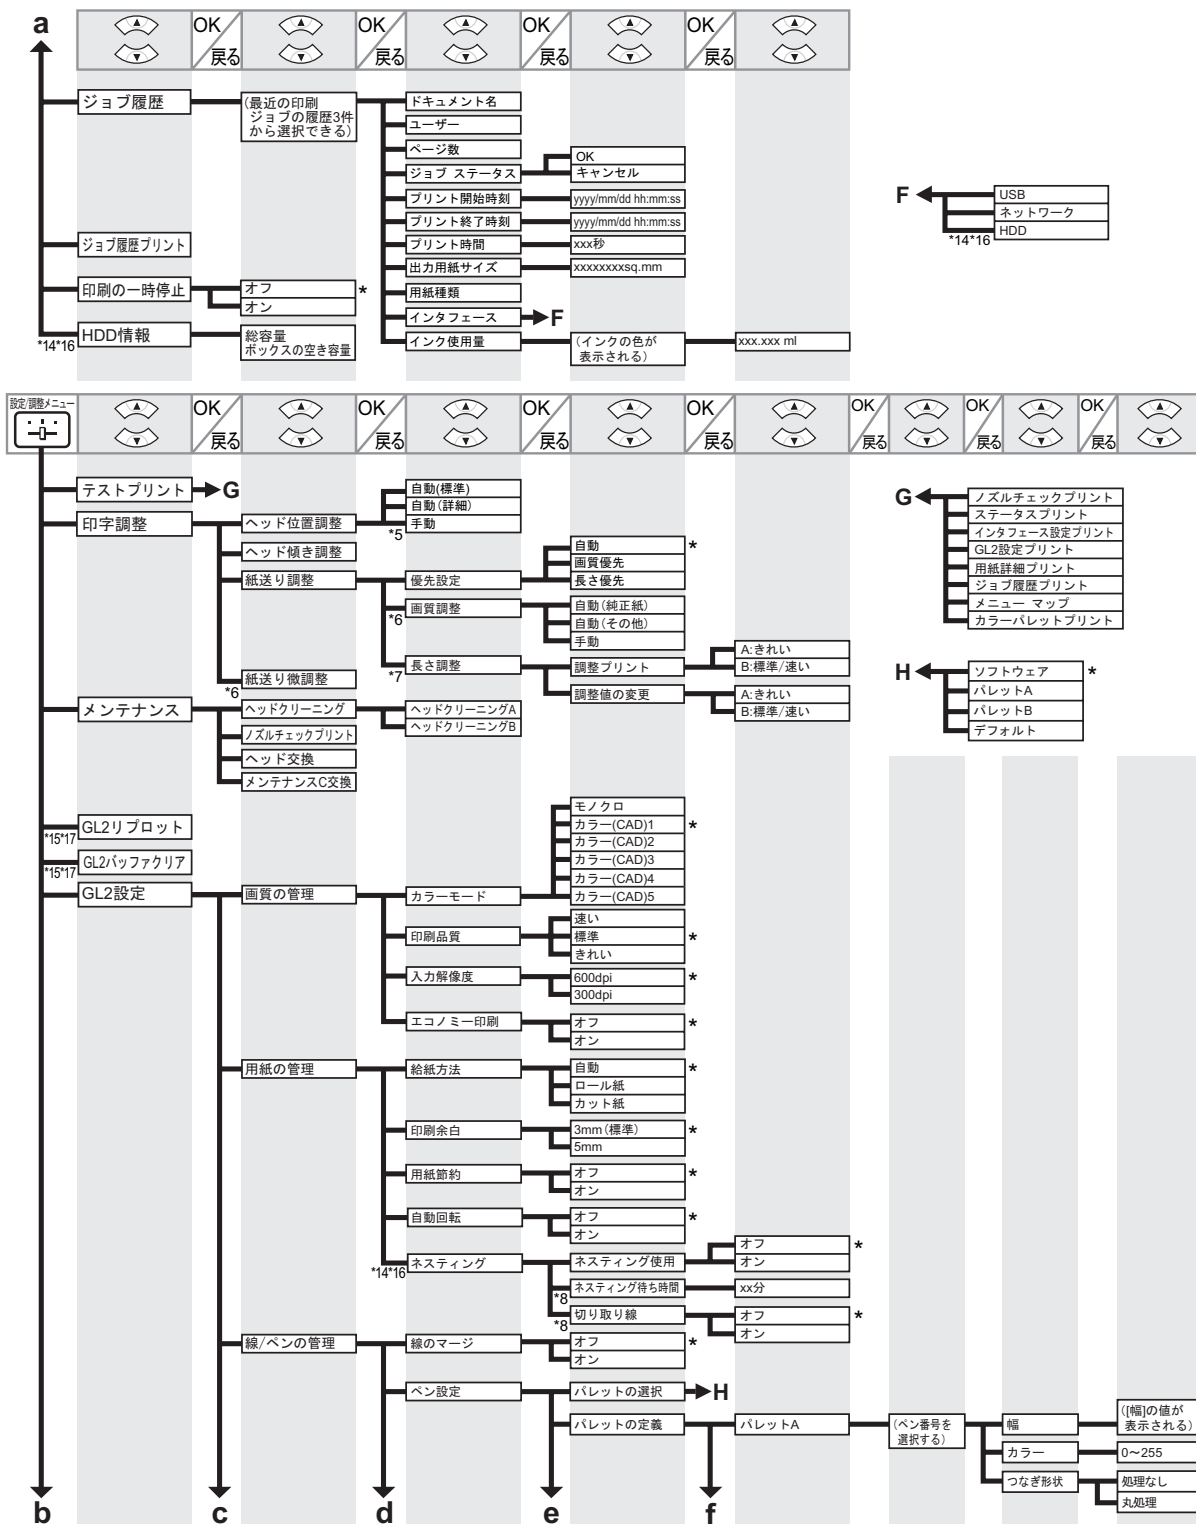 a
OK
戻る
OK
戻る
OK
戻る
OK
戻る
ジョブ履歴
(最近の印刷
ジョブの履歴3件
から選択できる)
ドキュメント名
ユーザー
ページ数
ジョブ ステータス
OK
キャンセル
プリント開始時刻
yyyy/mm/dd hh:mm:ss
プリント終了時刻
yyyy/mm/dd hh:mm:ss
プリント時間
xxx秒
出力用紙サイズ
xxxxxxxxsq.mm
用紙種類
インタフェース
F
インク使用量
(インクの色が
表示される)
xxx.xxx ml
ジョブ履歴プリント
印刷の一時停止
オフ
*
オン
*14*16
HDD情報
総容量
ボックスの空き容量
F
USB
ネットワーク
*14*16
HDD
設定/調整メニュー
OK
戻る
OK
戻る
OK
戻る
OK
戻る
OK
戻る
OK
戻る
OK
戻る
テストプリント
G
印字調整
ヘッド位置調整
*5
自動(標準)
自動(詳細)
手動
ヘッド傾き調整
紙送り調整
優先設定
自動
*
画質優先
長さ優先
*6
画質調整
自動(純正紙)
自動(その他)
手動
*7
長さ調整
調整プリント
A:きれい
B:標準/速い
調整値の変更
A:きれい
B:標準/速い
*6
紙送り微調整
メンテナンス
ヘッドクリーニング
ヘッドクリーニングA
ヘッドクリーニングB
ノズルチェックプリント
ヘッド交換
メンテナンスC交換
G
ノズルチェックプリント
ステータスプリント
インタフェース設定プリント
GL2設定プリント
用紙詳細プリント
ジョブ履歴プリント
メニュー マップ
カラーパレットプリント
H
ソフトウェア
*
パレットA
パレットB
デフォルト
*15*17
GL2リプロット
*15*17
GL2バッファクリア
GL2設定
画質の管理
カラーモード
モノクロ
カラー(CAD)1
*
カラー(CAD)2
カラー(CAD)3
カラー(CAD)4
カラー(CAD)5
印刷品質
速い
標準
*
きれい
入力解像度
600dpi
*
300dpi
エコノミー印刷
オフ
*
オン
用紙の管理
給紙方法
自動
*
ロール紙
カット紙
印刷余白
3mm(標準)
*
5mm
用紙節約
オフ
*
オン
自動回転
オフ
*
オン
*14*16
ネスティング
ネスティング使用
オフ
*
オン
*8
ネスティング待ち時間
xx分
*8
切り取り線
オフ
*
オン
線/ペンの管理
線のマージ
オフ
*
オン
ペン設定
パレットの選択
H
パレットの定義
パレットA
(ペン番号を
選択する)
幅
([幅]の値が
表示される)
カラー
0～255
つなぎ形状
処理なし
丸処理
b
c
d
e
f